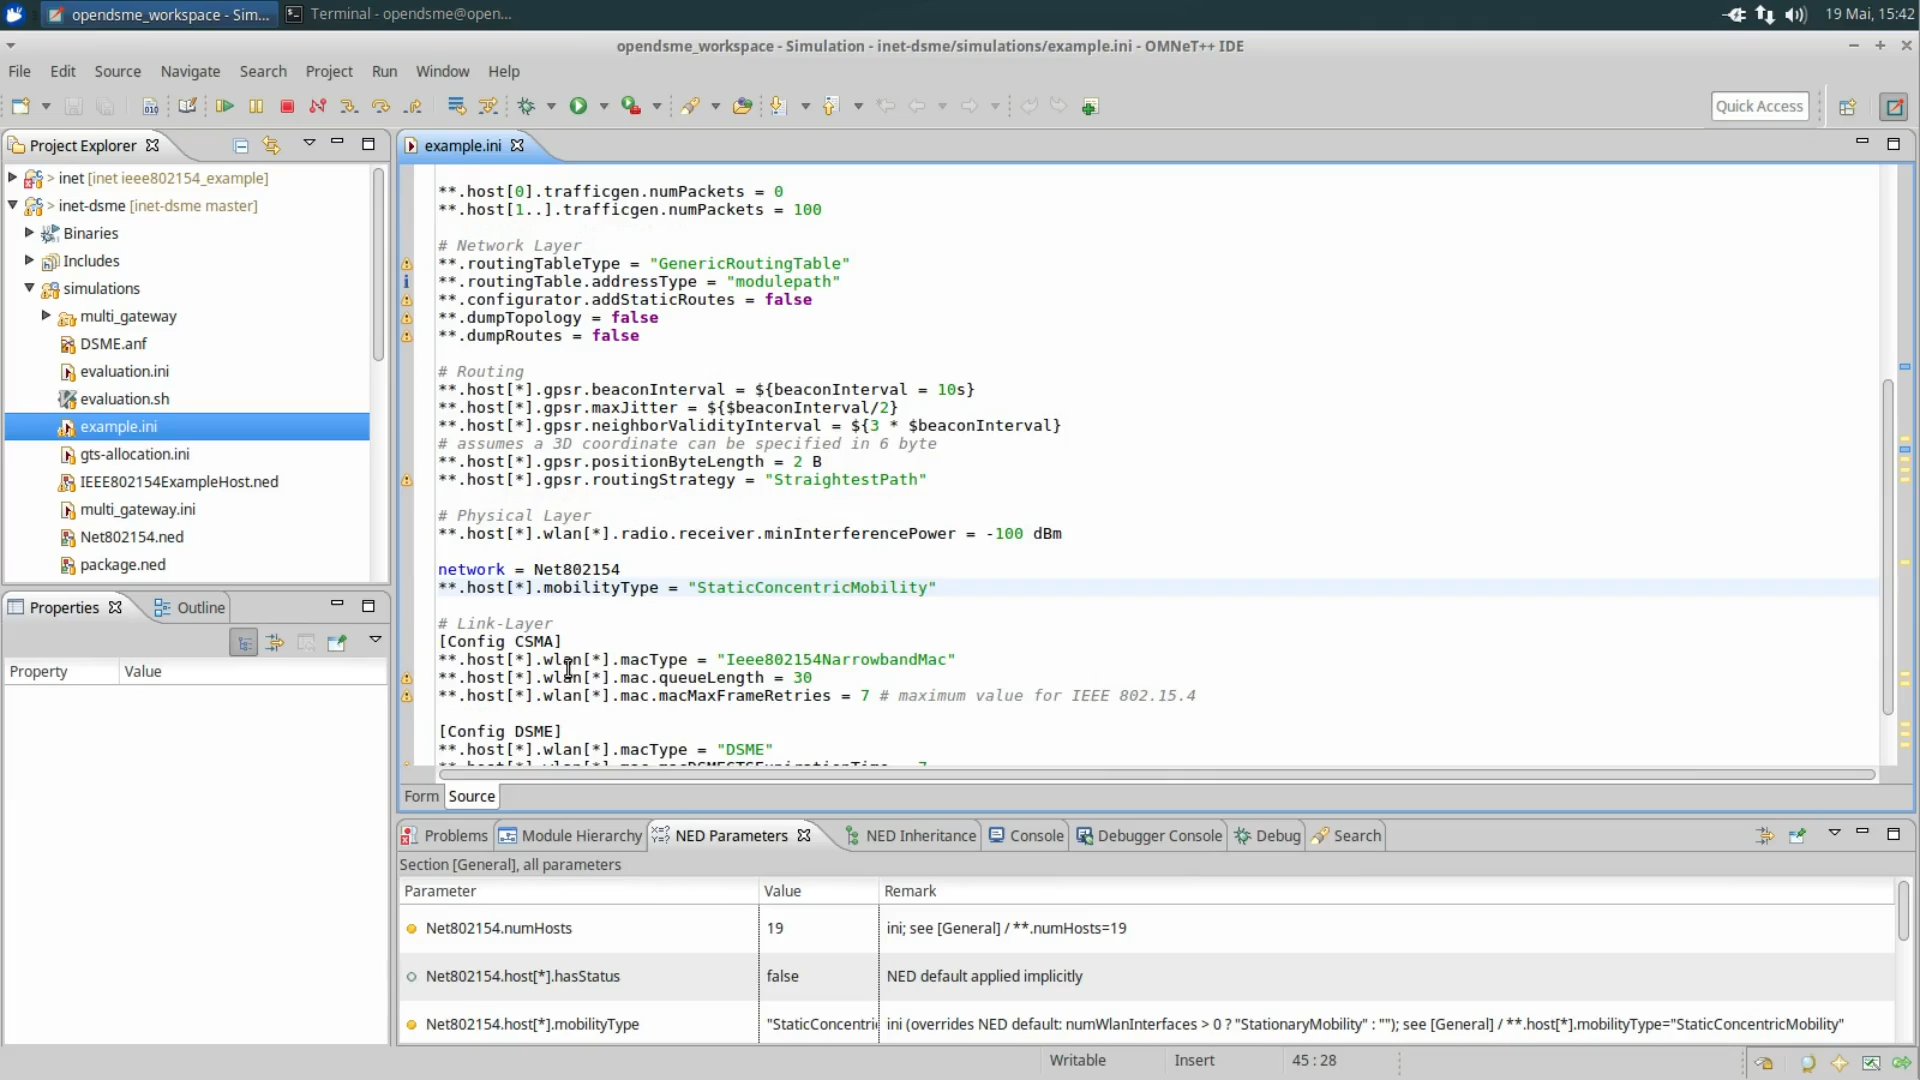 opendsme_workspace - Sim...
Terminal - opendsme@open...
19 Mai, 15:42
opendsme_workspace - Simulation - inet-dsme/simulations/example.ini - OMNeT++ IDE
File Edit Source Navigate Search Project Run Window Help
Quick Access
Project Explorer
> inet [inet ieee802154_example]
> inet-dsme [inet-dsme master]
Binaries
Includes
simulations
multi_gateway
DSME.anf
evaluation.ini
evaluation.sh
example.ini
gts-allocation.ini
IEEE802154ExampleHost.ned
multi_gateway.ini
Net802154.ned
package.ned
Properties Outline
Property Value
example.ini
**.host[0].trafficgen.numPackets = 0
**.host[1..].trafficgen.numPackets = 100
# Network Layer
**.routingTableType = "GenericRoutingTable"
**.routingTable.addressType = "modulepath"
**.configurator.addStaticRoutes = false
**.dumpTopology = false
**.dumpRoutes = false
# Routing
**.host[*].gpsr.beaconInterval = ${beaconInterval = 10s}
**.host[*].gpsr.maxJitter = ${$beaconInterval/2}
**.host[*].gpsr.neighborValidityInterval = ${3 * $beaconInterval}
# assumes a 3D coordinate can be specified in 6 byte
**.host[*].gpsr.positionByteLength = 2 B
**.host[*].gpsr.routingStrategy = "StraightestPath"
# Physical Layer
**.host[*].wlan[*].radio.receiver.minInterferencePower = -100 dBm
network = Net802154
**.host[*].mobilityType = "StaticConcentricMobility"
# Link-Layer
[Config CSMA]
**.host[*].wlan[*].macType = "Ieee802154NarrowbandMac"
**.host[*].wlan[*].mac.queueLength = 30
**.host[*].wlan[*].mac.macMaxFrameRetries = 7 # maximum value for IEEE 802.15.4
[Config DSME]
**.host[*].wlan[*].macType = "DSME"
Form Source
Problems Module Hierarchy NED Parameters NED Inheritance Console Debugger Console Debug Search
Section [General], all parameters
Parameter Value Remark
Net802154.numHosts 19 ini; see [General] / **.numHosts=19
Net802154.host[*].hasStatus false NED default applied implicitly
Net802154.host[*].mobilityType "StaticConcentri ini (overrides NED default: numWlanInterfaces > 0 ? "StationaryMobility" : ""); see [General] / **.host[*].mobilityType="StaticConcentricMobility"
Writable Insert 45 : 28